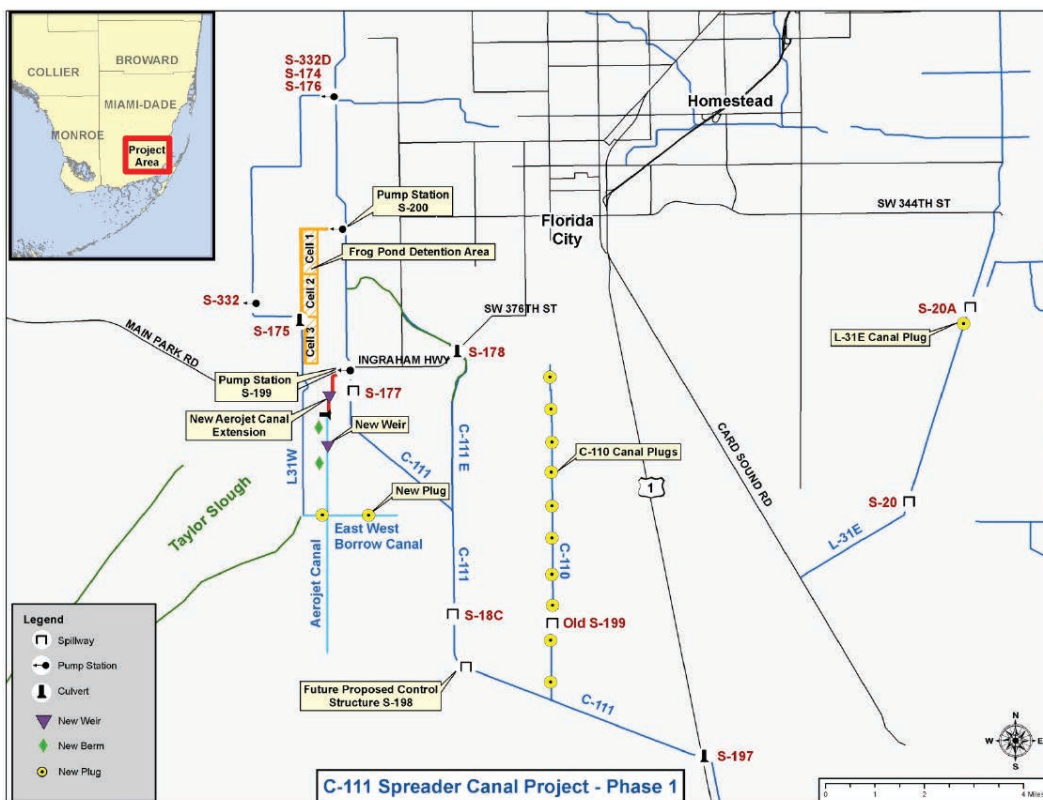 COLLIER
BROWARD
MIAMI-DADE
MONROE
Project
Area
S-332D
S-174
S-176
Homestead
Pump Station
S-200
SW 344TH ST
Florida
City
Cell 1
Frog Pond Detention Area
Cell 2
S-332
SW 376TH ST
S-20A
S-175
Cell 3
MAIN PARK RD
L-31E Canal Plug
INGRAHAM HWY
S-178
Pump Station
S-199
S-177
New Aerojet Canal
Extension
New Weir
C-111 E
CARD SOUND RD
C-111
C-110 Canal Plugs
L31W
1
New Plug
S-20
Taylor Slough
East West
Borrow Canal
L-31E
Aerojet Canal
C-111
C-110
S-18C
Old S-199
Legend
Spillway
Pump Station
Culvert
New Weir
New Berm
New Plug
Future Proposed Control
Structure S-198
C-111
S-197
N
W
E
S
C-111 Spreader Canal Project - Phase 1
0 1 2 3 4 Miles